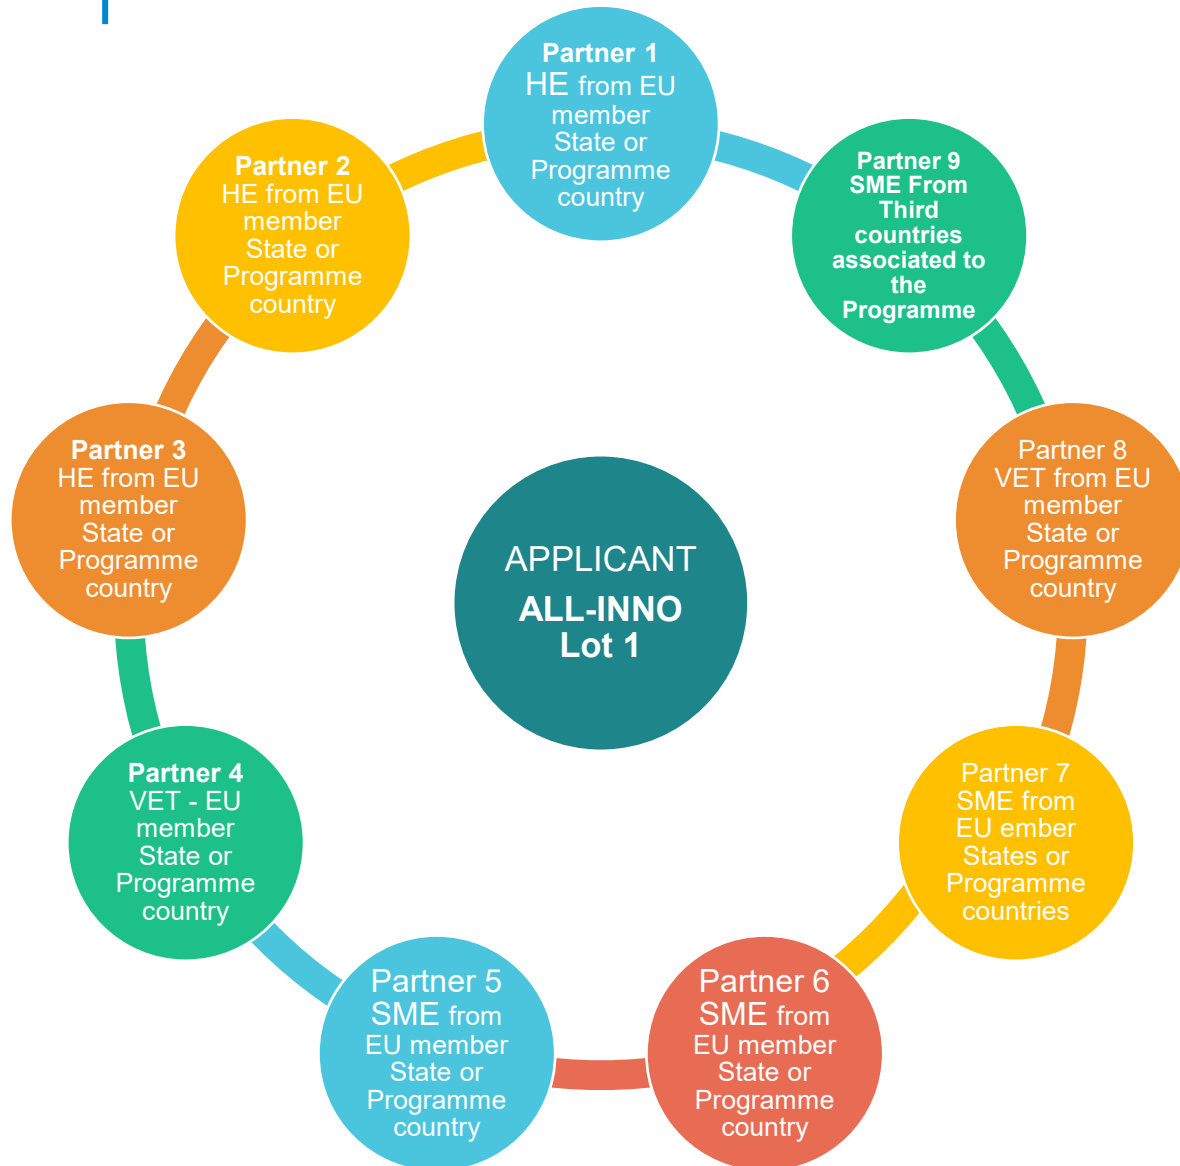 Partner 1
HE from EU
member
State or
Programme
country
Partner 2
HE from EU
member
State or
Programme
country
Partner 3
HE from EU
member
State or
Programme
country
Partner 4
VET - EU
member
State or
Programme
country
Partner 5
SME from
EU member
State or
Programme
country
Partner 6
SME from
EU member
State or
Programme
country
Partner 7
SME from
EU ember
States or
Programme
countries
Partner 8
VET from EU
member
State or
Programme
country
Partner 9
SME From
Third
countries
associated to
the
Programme
APPLICANT
ALL-INNO
Lot 1